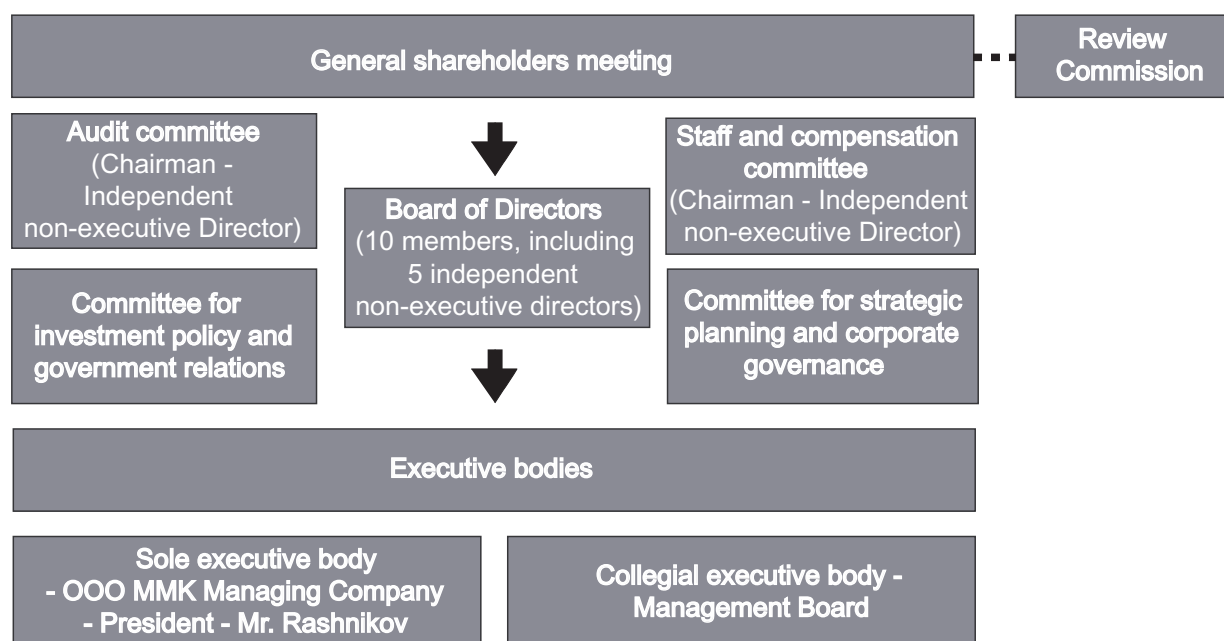 General shareholders meeting
Review
Commission
Audit committee
(Chairman -
Independent
non-executive Director)
Board of Directors
(10 members, including
5 independent
non-executive directors)
Staff and compensation
committee
(Chairman - Independent
non-executive Director)
Committee for
investment policy and
government relations
Committee for strategic
planning and corporate
governance
Executive bodies
Sole executive body
- OOO MMK Managing Company
- President - Mr. Rashnikov
Collegial executive body -
Management Board